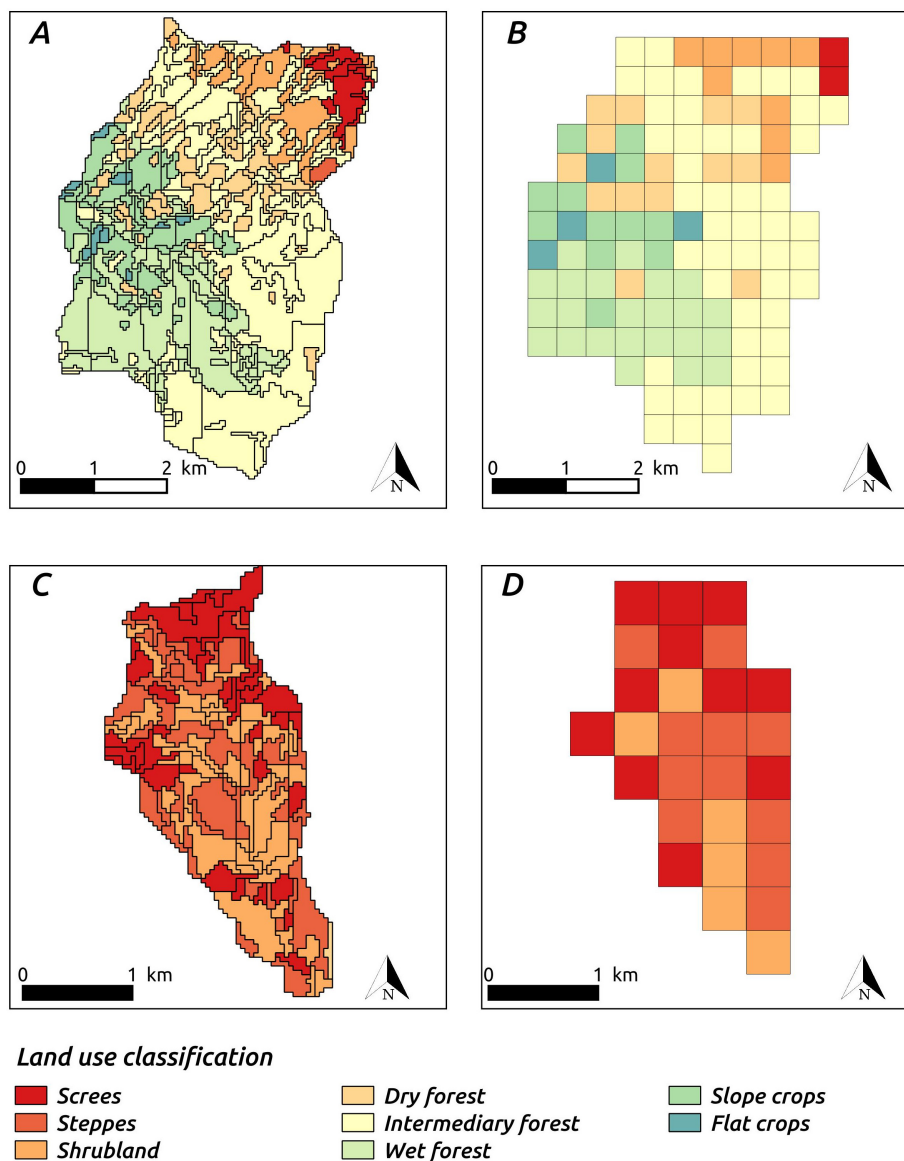 A
B
0 1 2 km
N
0 1 2 km
N
C
D
0 1 km
N
0 1 km
N
Land use classification
Screes
Steppes
Shrubland
Dry forest
Intermediary forest
Wet forest
Slope crops
Flat crops